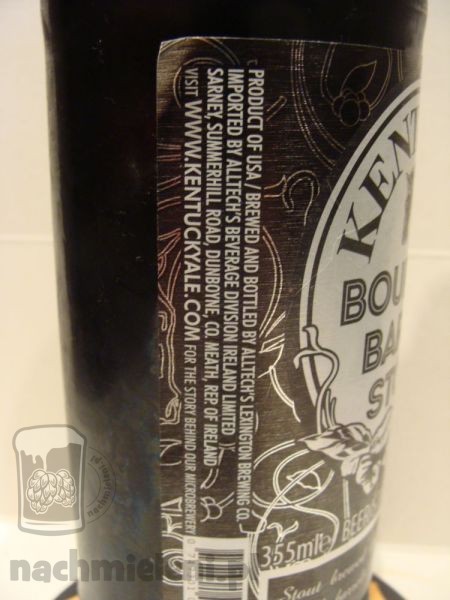 PRODUCT OF USA / BREWED AND BOTTLED BY ALLTECH'S LEXINGTON BREWING CO.
IMPORTED BY ALLTECH'S BEVERAGE DIVISION IRELAND LIMITED
SARNEY, SUMMERHILL ROAD, DUNBOYNE, CO. MEATH, REP. OF IRELAND
VISIT WWW.KENTUCKYALE.COM FOR THE STORY BEHIND OUR MICROBREWERY
KENT
BOU
BA
ST
BEER
355ml e
Stout brewed